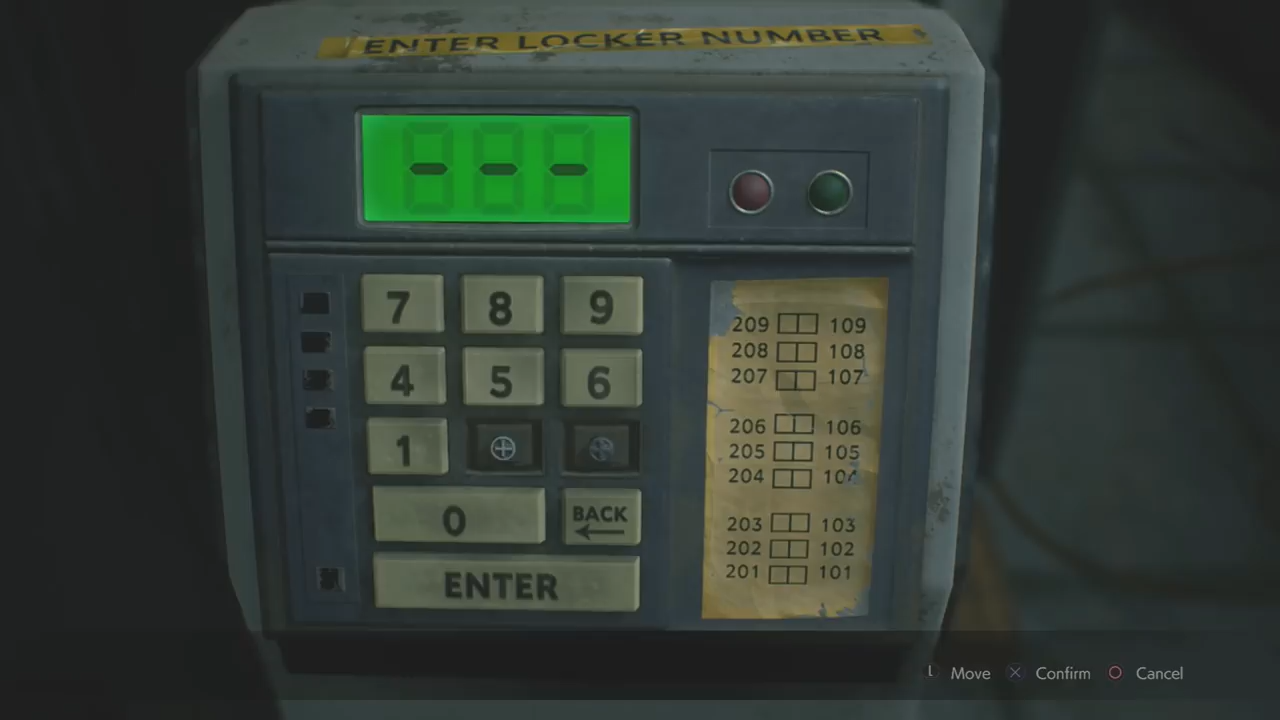 ENTER LOCKER NUMBER
7 8 9
4 5 6
1
0 BACK
ENTER
209 109
208 108
207 107
206 106
205 105
204 104
203 103
202 102
201 101
L Move Confirm Cancel